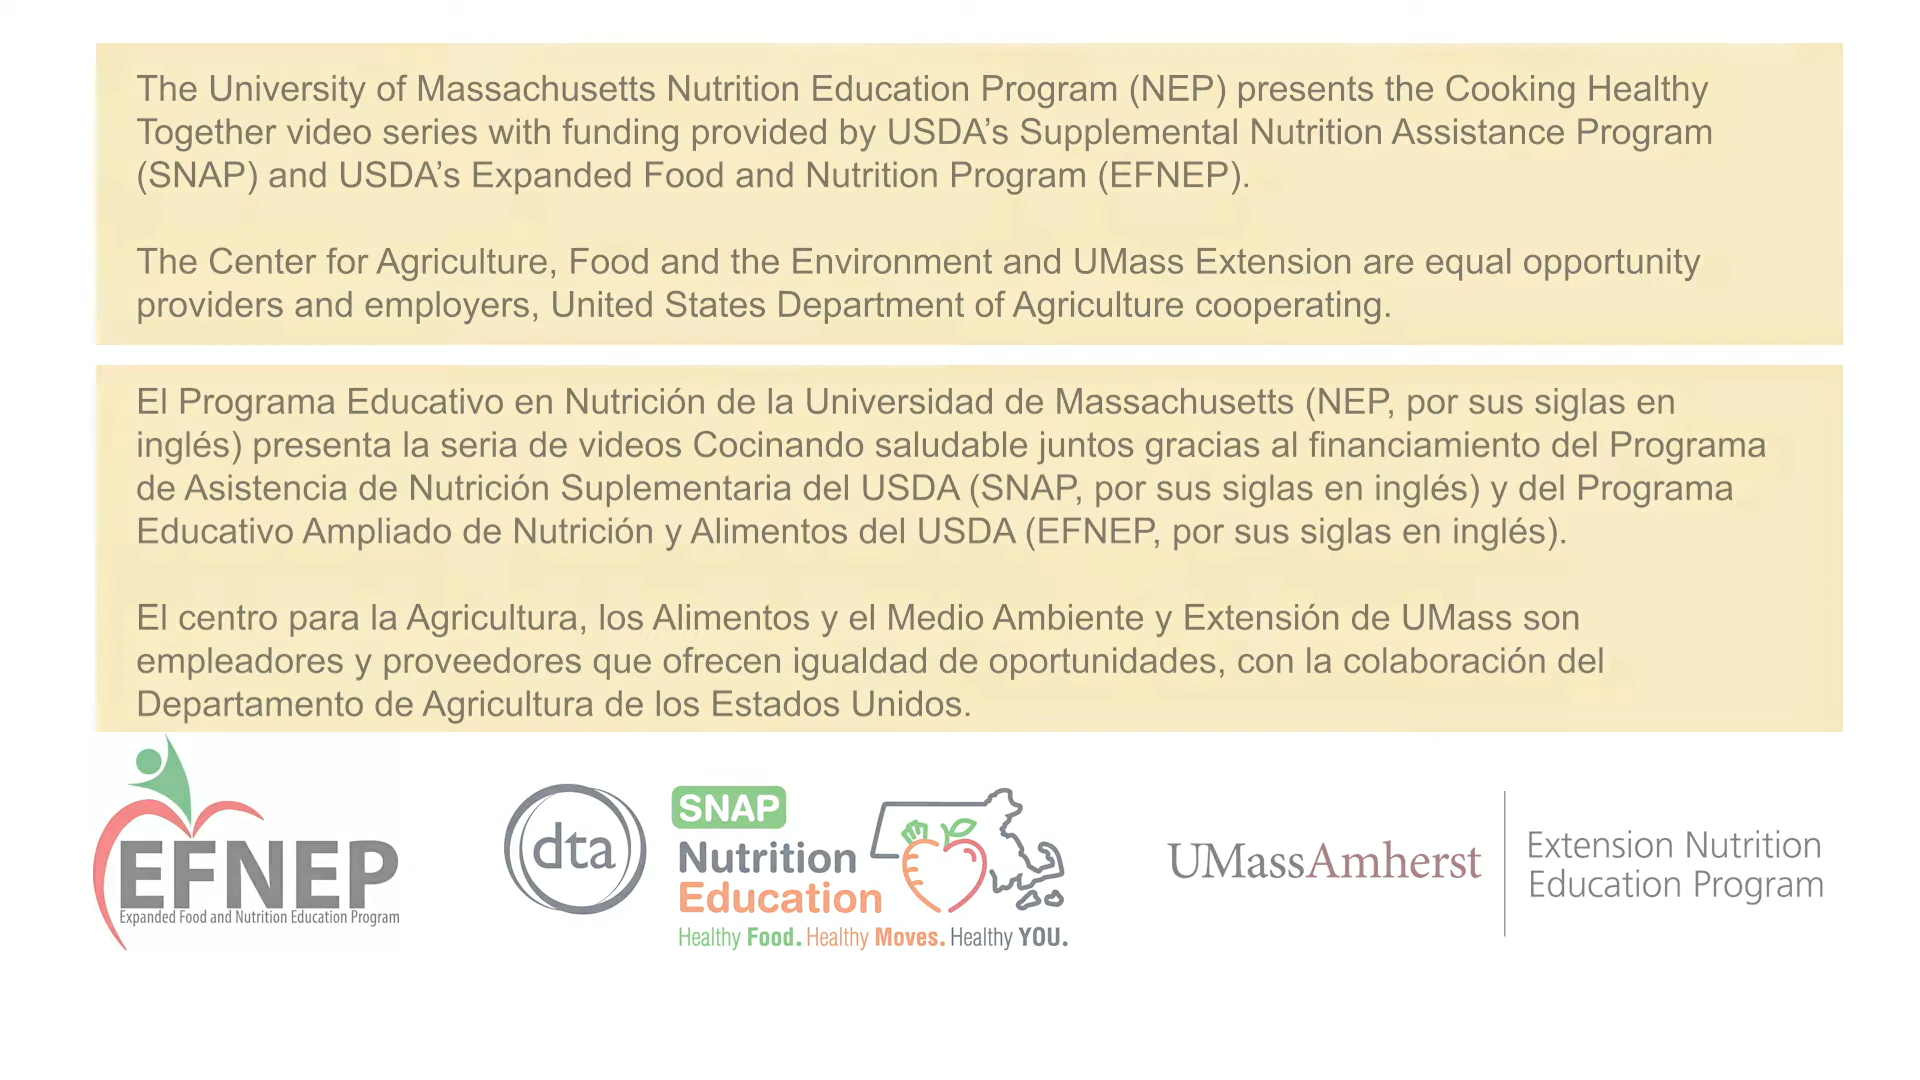 The University of Massachusetts Nutrition Education Program (NEP) presents the Cooking Healthy
Together video series with funding provided by USDA’s Supplemental Nutrition Assistance Program
(SNAP) and USDA’s Expanded Food and Nutrition Program (EFNEP).
The Center for Agriculture, Food and the Environment and UMass Extension are equal opportunity
providers and employers, United States Department of Agriculture cooperating.
El Programa Educativo en Nutrición de la Universidad de Massachusetts (NEP, por sus siglas en
inglés) presenta la seria de videos Cocinando saludable juntos gracias al financiamiento del Programa
de Asistencia de Nutrición Suplementaria del USDA (SNAP, por sus siglas en inglés) y del Programa
Educativo Ampliado de Nutrición y Alimentos del USDA (EFNEP, por sus siglas en inglés).
El centro para la Agricultura, los Alimentos y el Medio Ambiente y Extensión de UMass son
empleadores y proveedores que ofrecen igualdad de oportunidades, con la colaboración del
Departamento de Agricultura de los Estados Unidos.
EFNEP
Expanded Food and Nutrition Education Program
dta
SNAP
Nutrition
Education
Healthy Food. Healthy Moves. Healthy YOU.
UMassAmherst
Extension Nutrition
Education Program